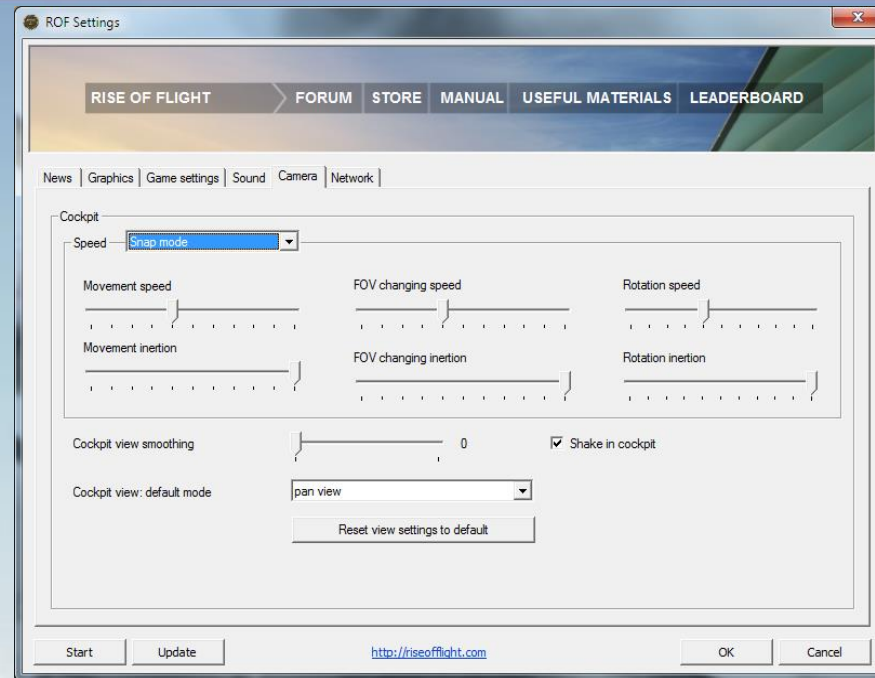 ROF Settings
RISE OF FLIGHT FORUM STORE MANUAL USEFUL MATERIALS LEADERBOARD
News Graphics Game settings Sound Camera Network
Cockpit
Speed Snap mode
Movement speed FOV changing speed Rotation speed
Movement inertion FOV changing inertion Rotation inertion
Cockpit view smoothing 0 Shake in cockpit
Cockpit view: default mode pan view
Reset view settings to default
Start Update http://riseofflight.com OK Cancel